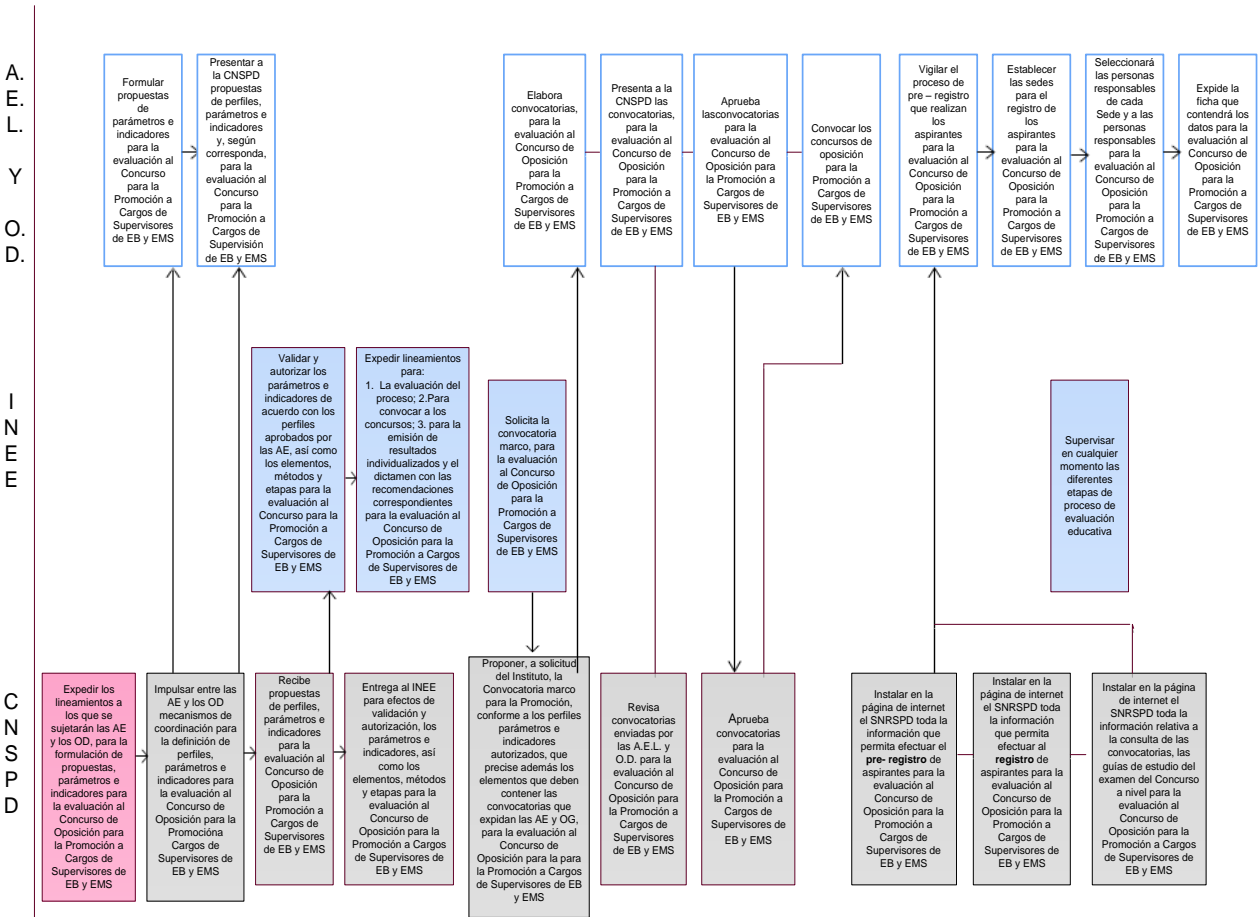 A.
E.
L.
Y
O.
D.
Formular
propuestas
de
parámetros e
indicadores
para la
evaluación al
Concurso
para la
Promoción a
Cargos de
Supervisores
de EB y EMS
Presentar a
la CNSPD
propuestas
de perfiles,
parámetros e
indicadores
y, según
corresponda,
para la
evaluación al
Concurso
para la
Promoción a
Cargos de
Supervisión
de EB y EMS
Elabora
convocatorias,
para la
evaluación al
Concurso de
Oposición
para la
Promoción a
Cargos de
Supervisores
de EB y EMS
Presenta a la
CNSPD las
convocatorias,
para la
evaluación al
Concurso de
Oposición
para la
Promoción a
Cargos de
Supervisores
de EB y EMS
Aprueba
lasconvocatorias
para la
evaluación al
Concurso de
Oposición para
la Promoción a
Cargos de
Supervisores de
EB y EMS
Convocar los
concursos de
oposición
para la
Promoción a
Cargos de
Supervisores
de EB y EMS
Vigilar el
proceso de
pre – registro
que realizan
los
aspirantes
para la
evaluación al
Concurso de
Oposición
para la
Promoción a
Cargos de
Supervisores
de EB y EMS
Establecer
las sedes
para el
registro de
los
aspirantes
para la
evaluación al
Concurso de
Oposición
para la
Promoción a
Cargos de
Supervisores
de EB y EMS
Seleccionará
las personas
responsables
de cada
Sede y a las
personas
responsables
para la
evaluación al
Concurso de
Oposición
para la
Promoción a
Cargos de
Supervisores
de EB y EMS
Expide la
ficha que
contendrá los
datos para la
evaluación al
Concurso de
Oposición
para la
Promoción a
Cargos de
Supervisores
de EB y EMS
I
N
E
E
Validar y
autorizar los
parámetros e
indicadores de
acuerdo con los
perfiles
aprobados por
las AE, así como
los elementos,
métodos y
etapas para la
evaluación al
Concurso para la
Promoción a
Cargos de
Supervisores de
EB y EMS
Expedir lineamientos
para:
1. La evaluación del
proceso; 2.Para
convocar a los
concursos; 3. para la
emisión de
resultados
individualizados y el
dictamen con las
recomendaciones
correspondientes
para la evaluación al
Concurso de
Oposición para la
Promoción a Cargos
de Supervisores de
EB y EMS
Solicita la
convocatoria
marco, para la
evaluación al
Concurso de
Oposición
para la
Promoción a
Cargos de
Supervisores
de EB y EMS
Supervisar
en cualquier
momento las
diferentes
etapas de
proceso de
evaluación
educativa
C
N
S
P
D
Expedir los
lineamientos a
los que se
sujetarán las AE
y los OD, para la
formulación de
propuestas,
parámetros e
indicadores para
la evaluación al
Concurso de
Oposición para
la Promoción a
Cargos de
Supervisores de
EB y EMS
Impulsar entre las
AE y los OD
mecanismos de
coordinación para
la definición de
perfiles,
parámetros e
indicadores para
la evaluación al
Concurso de
Oposición para la
Promocióna
Cargos de
Supervisores de
EB y EMS
Recibe
propuestas
de perfiles,
parámetros e
indicadores
para la
evaluación al
Concurso de
Oposición
para la
Promoción a
Cargos de
Supervisores
de EB y EMS
Entrega al INEE
para efectos de
validación y
autorización, los
parámetros e
indicadores, así
como los
elementos, métodos
y etapas para la
evaluación al
Concurso de
Oposición para la
Promoción a Cargos
de Supervisores de
EB y EMS
Proponer, a solicitud
del Instituto, la
Convocatoria marco
para la Promoción,
conforme a los perfiles
parámetros e
indicadores
autorizados, que
precise además los
elementos que deben
contener las
convocatorias que
expidan las AE y OG,
para la evaluación al
Concurso de
Oposición para la para
la Promoción a Cargos
de Supervisores de EB
y EMS
Revisa
convocatorias
enviadas por
las A.E.L. y
O.D. para la
evaluación al
Concurso de
Oposición para
la Promoción a
Cargos de
Supervisores
de EB y EMS
Aprueba
convocatorias
para la
evaluación al
Concurso de
Oposición para
la Promoción a
Cargos de
Supervisores de
EB y EMS
Instalar en la
página de internet
el SNRSPD toda la
información que
permita efectuar el
pre- registro de
aspirantes para la
evaluación al
Concurso de
Oposición para la
Promoción a
Cargos de
Supervisores de
EB y EMS
Instalar en la
página de internet
el SNRSPD toda
la información
que permita
efectuar al
registro de
aspirantes para la
evaluación al
Concurso de
Oposición para la
Promoción a
Cargos de
Supervisores de
EB y EMS
Instalar en la página
de internet el
SNRSPD toda la
información relativa a
la consulta de las
convocatorias, las
guías de estudio del
examen del Concurso
a nivel para la
evaluación al
Concurso de
Oposición para la
Promoción a Cargos
de Supervisores de
EB y EMS